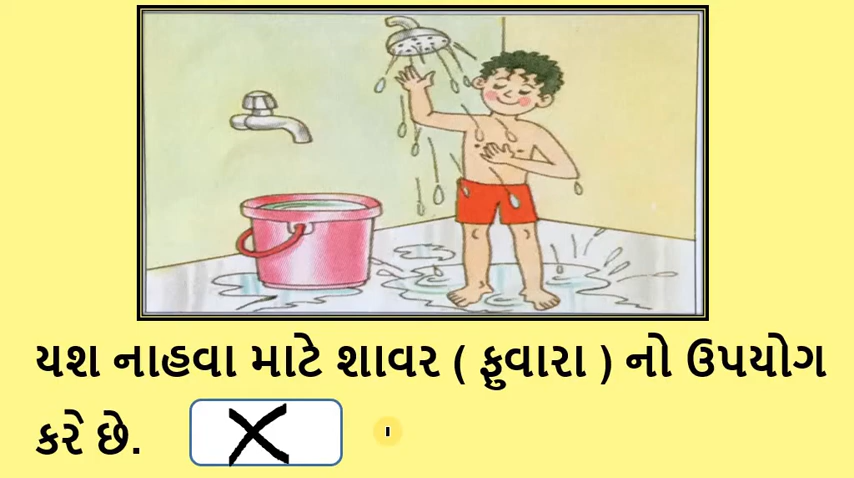 યશ નાહવા માટે શાવર ( ફુવારા ) નો ઉપયોગ
કરે છે.